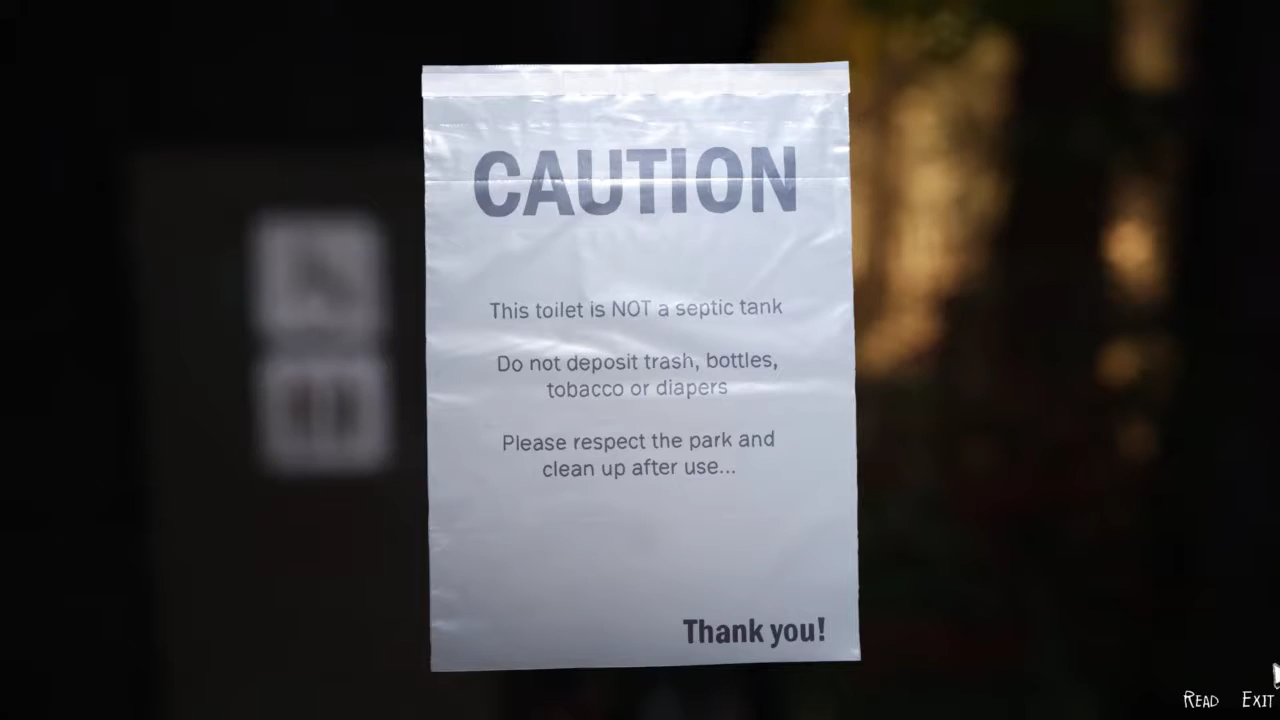 CAUTION
This toilet is NOT a septic tank
Do not deposit trash, bottles,
tobacco or diapers
Please respect the park and
clean up after use...
Thank you!
READ EXIT